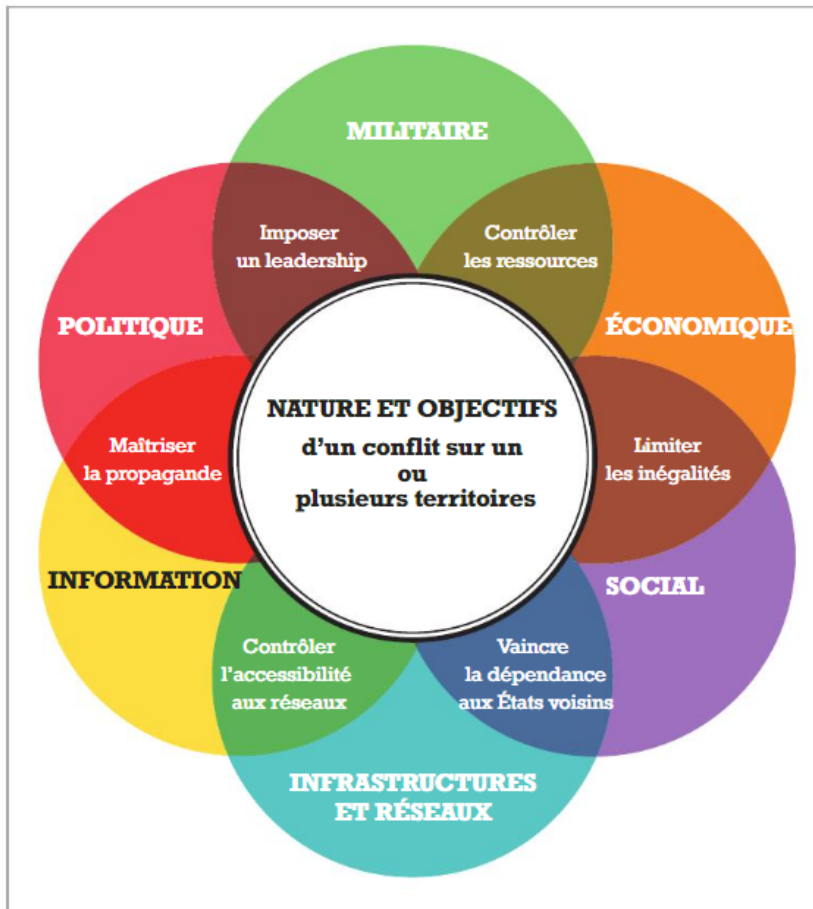 MILITAIRE
Imposer
un leadership
Contrôler
les ressources
POLITIQUE
ÉCONOMIQUE
NATURE ET OBJECTIFS
d'un conflit sur un
ou
plusieurs territoires
Maîtriser
la propagande
Limiter
les inégalités
INFORMATION
SOCIAL
Contrôler
l'accessibilité
aux réseaux
Vaincre
la dépendance
aux États voisins
INFRASTRUCTURES
ET RÉSEAUX